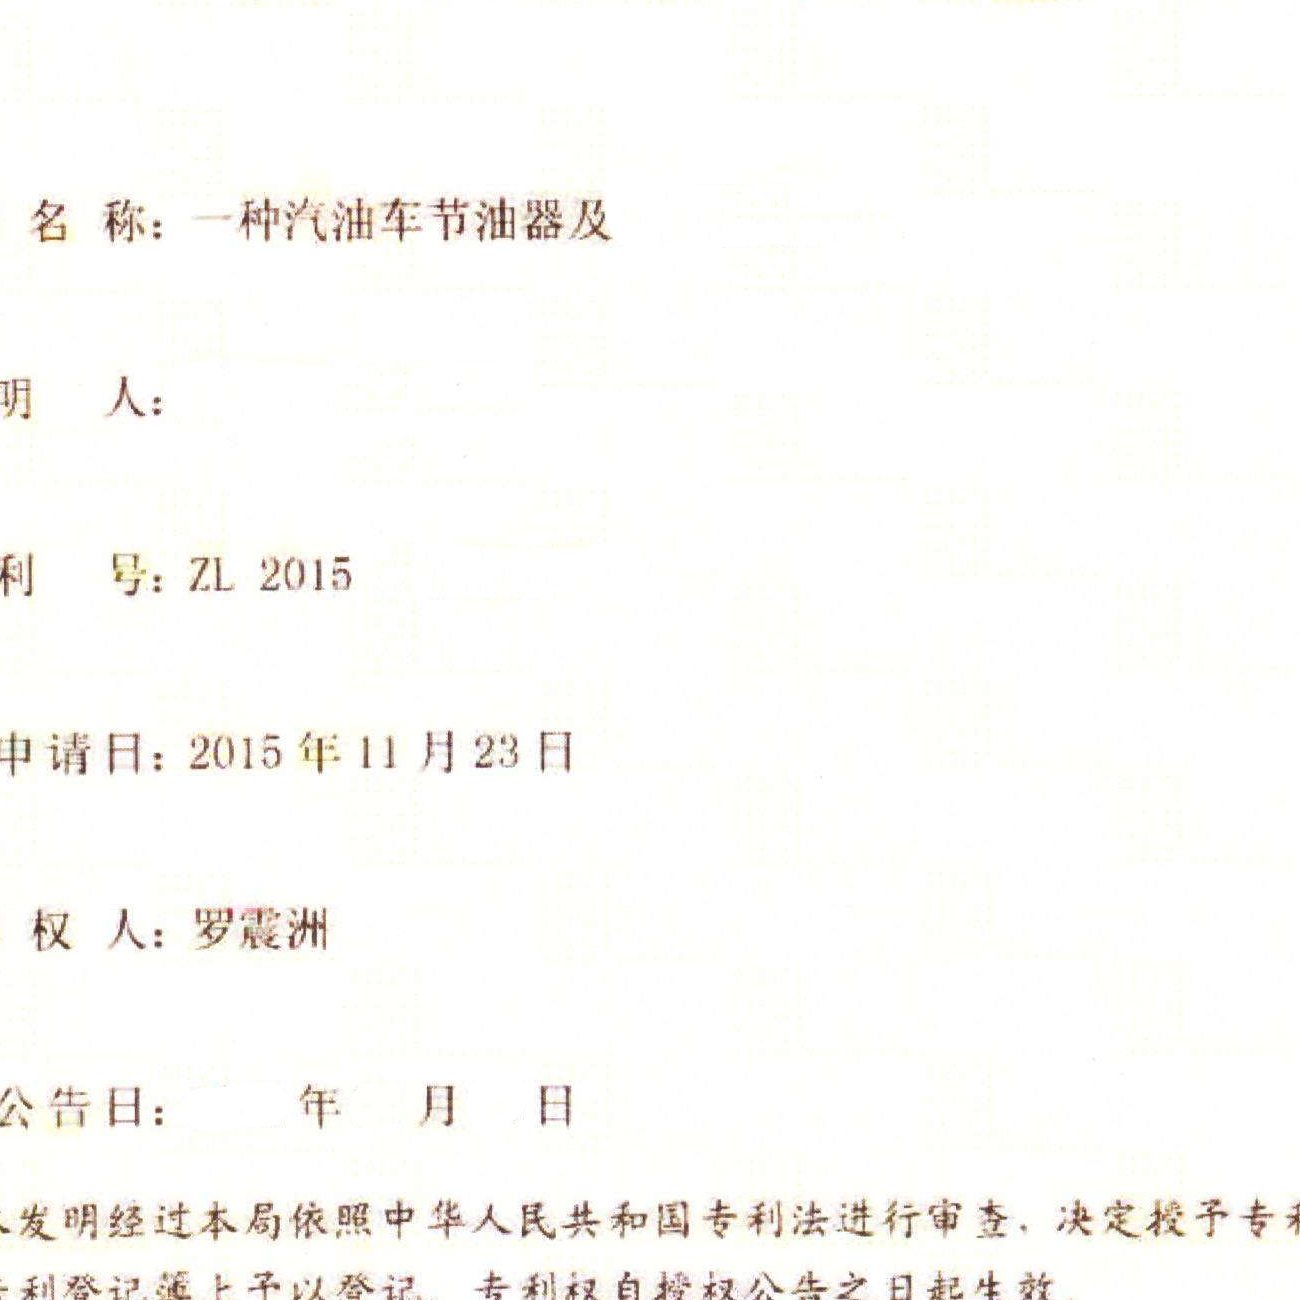 名 称：一种汽油车节油器及
明 人：
利 号：ZL 2015
申请日：2015 年 11 月 23 日
权 人：罗震洲
公告日： 年 月 日
发明经过本局依照中华人民共和国专利法进行审查，决定授予专利
利登记簿上予以登记。专利权自授权公告之日起生效。